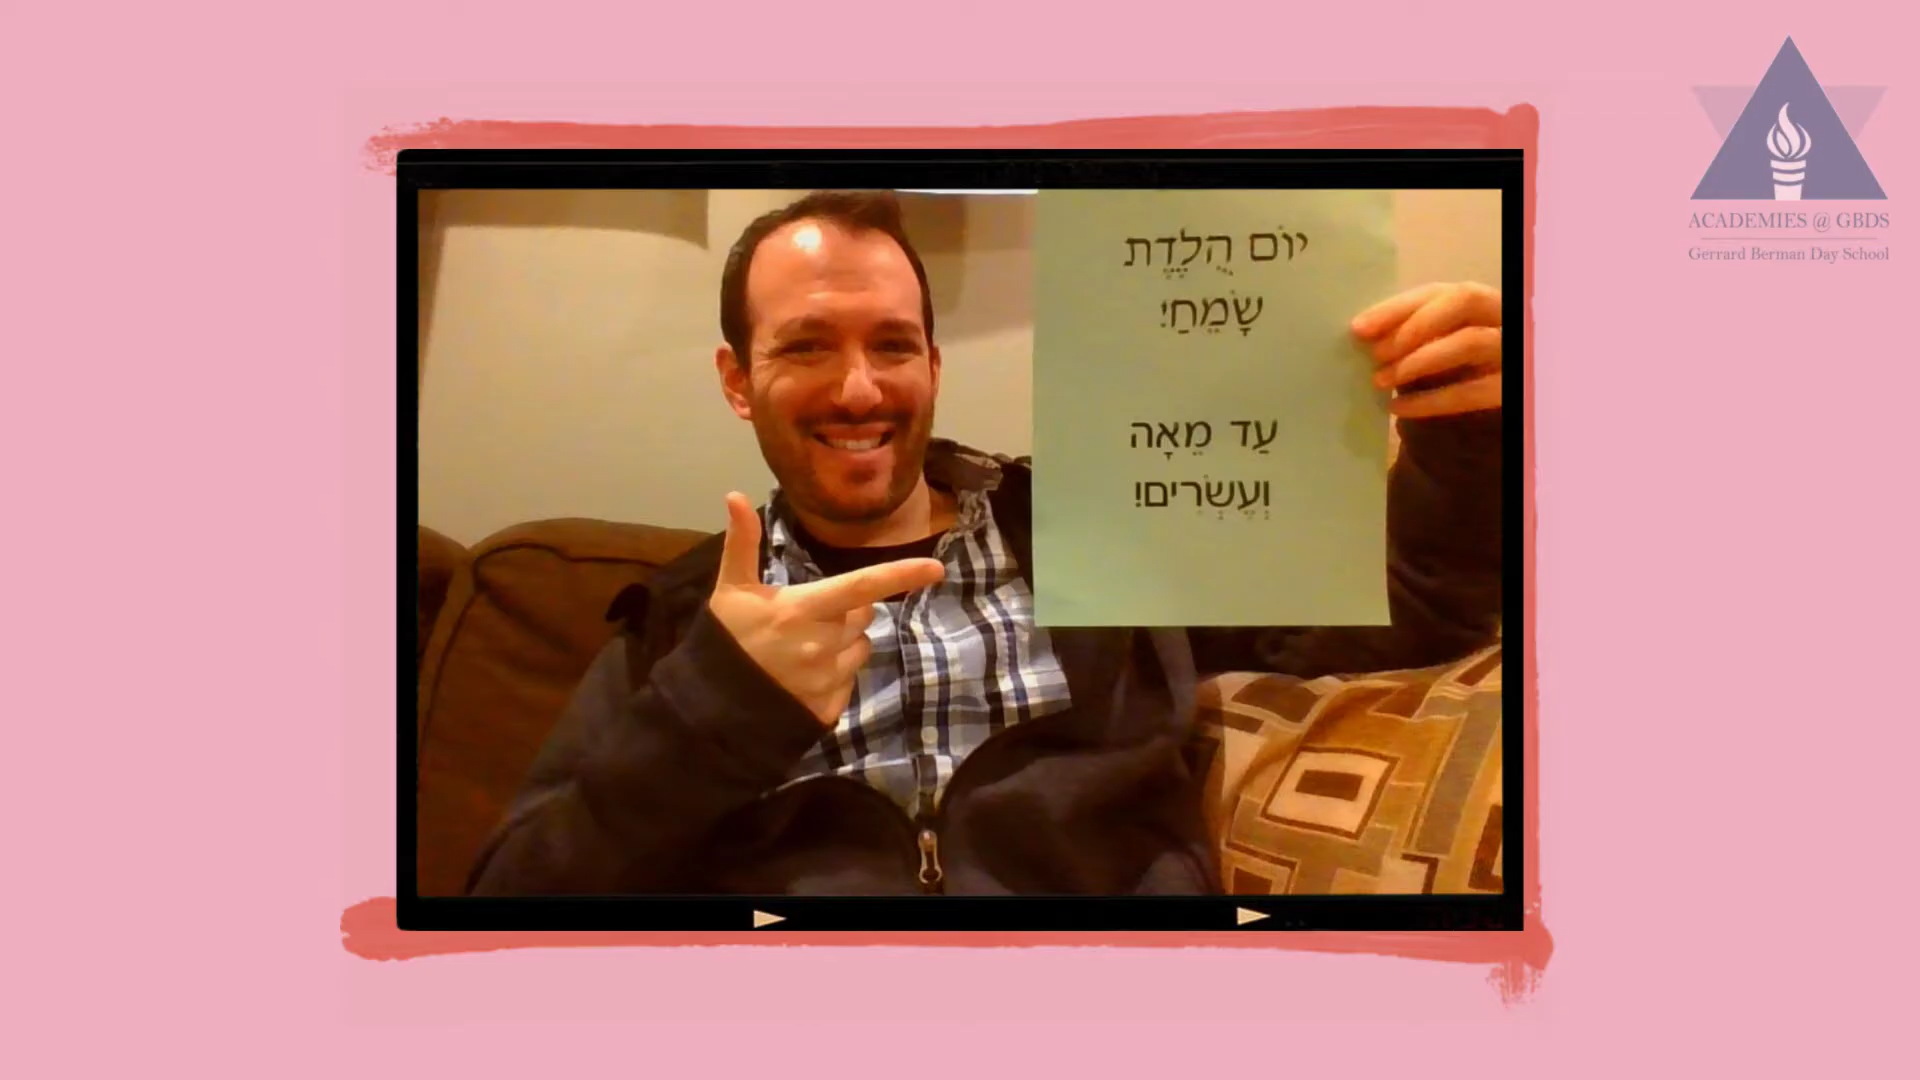 יוֹם הֻלֶּדֶת
שָׂמֵחַ!
עַד מֵאָה
וְעֶשְׂרִים!
ACADEMIES @ GBDS
Gerrard Berman Day School